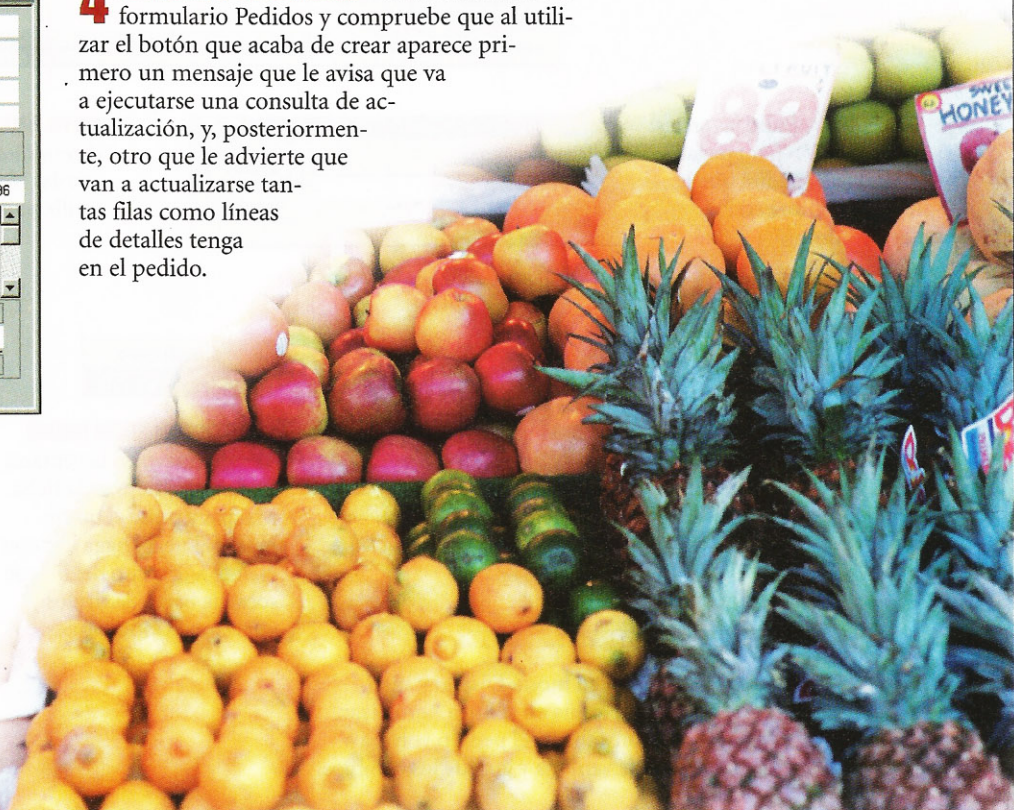 4 formulario Pedidos y compruebe que al utili-
zar el botón que acaba de crear aparece pri-
mero un mensaje que le avisa que va
a ejecutarse una consulta de ac-
tualización, y, posteriormen-
te, otro que le advierte que
van a actualizarse tan-
tas filas como líneas
de detalles tenga
en el pedido.
89
HONEY